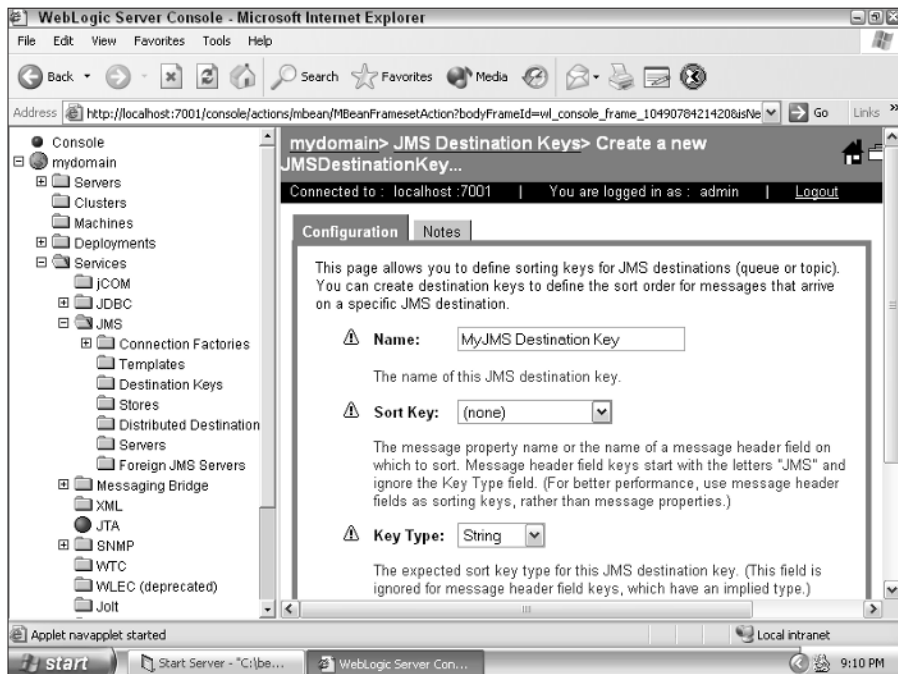 WebLogic Server Console - Microsoft Internet Explorer
File Edit View Favorites Tools Help
Back Search Favorites Media
Address http://localhost:7001/console/actions/mbean/MBeanFramesetAction?bodyFrameId=wl_console_frame_1049078421420&isNe Go Links »
Console
mydomain
Servers
Clusters
Machines
Deployments
Services
jCOM
JDBC
JMS
Connection Factories
Templates
Destination Keys
Stores
Distributed Destination
Servers
Foreign JMS Servers
Messaging Bridge
XML
JTA
SNMP
WTC
WLEC (deprecated)
Jolt
mydomain> JMS Destination Keys> Create a new
JMSDestinationKey...
Connected to : localhost :7001 | You are logged in as : admin | Logout
Configuration Notes
This page allows you to define sorting keys for JMS destinations (queue or topic).
You can create destination keys to define the sort order for messages that arrive
on a specific JMS destination.
Name: MyJMS Destination Key
The name of this JMS destination key.
Sort Key: (none)
The message property name or the name of a message header field on
which to sort. Message header field keys start with the letters "JMS" and
ignore the Key Type field. (For better performance, use message header
fields as sorting keys, rather than message properties.)
Key Type: String
The expected sort key type for this JMS destination key. (This field is
ignored for message header field keys, which have an implied type.)
Applet navapplet started Local intranet
start Start Server - "C:\be... WebLogic Server Con... 9:10 PM